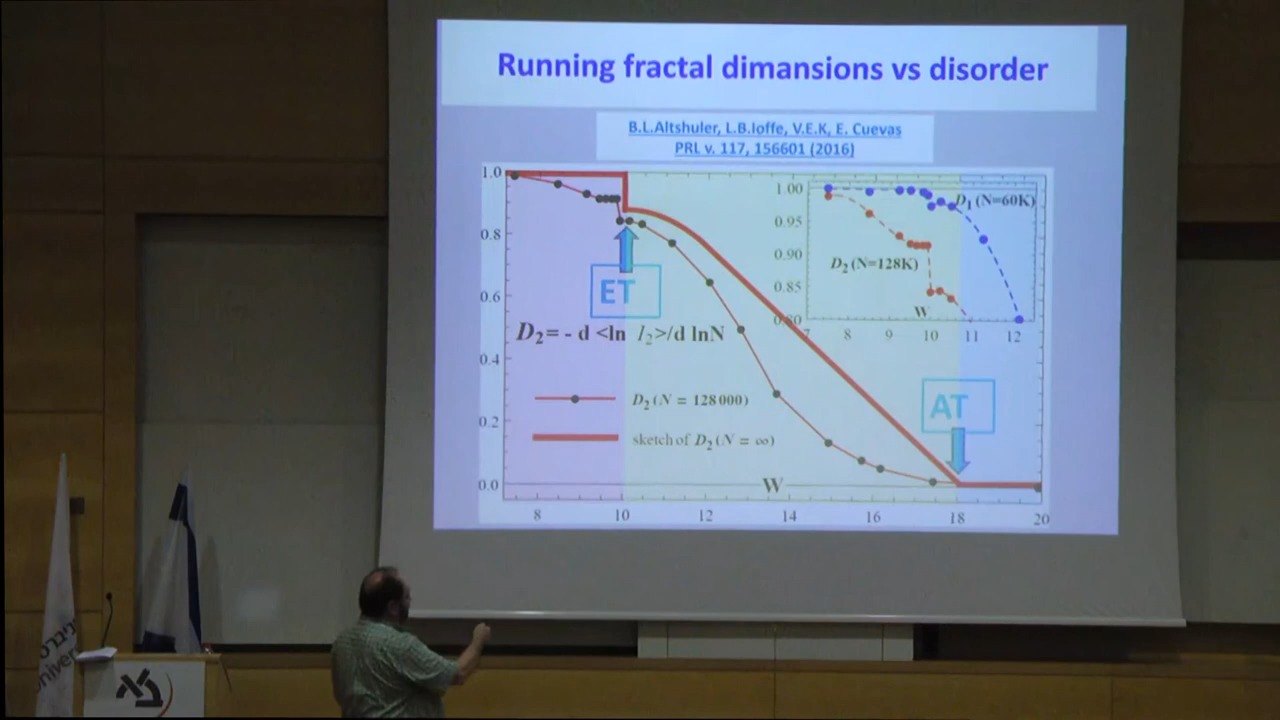 Running fractal dimansions vs disorder
B.L.Altshuler, L.B.Ioffe, V.E.K, E. Cuevas
PRL v. 117, 156601 (2016)
1.0
0.8
0.6
0.4
0.2
0.0
8 10 12 14 16 18 20
W
ET
AT
D₂= - d <ln I₂>/d lnN
D₂ (N = 128000)
sketch of D₂ (N = ∞)
1.00
0.95
0.90
0.85
0.80
7 8 9 10 11 12
W
D₁ (N=60K)
D₂ (N=128K)